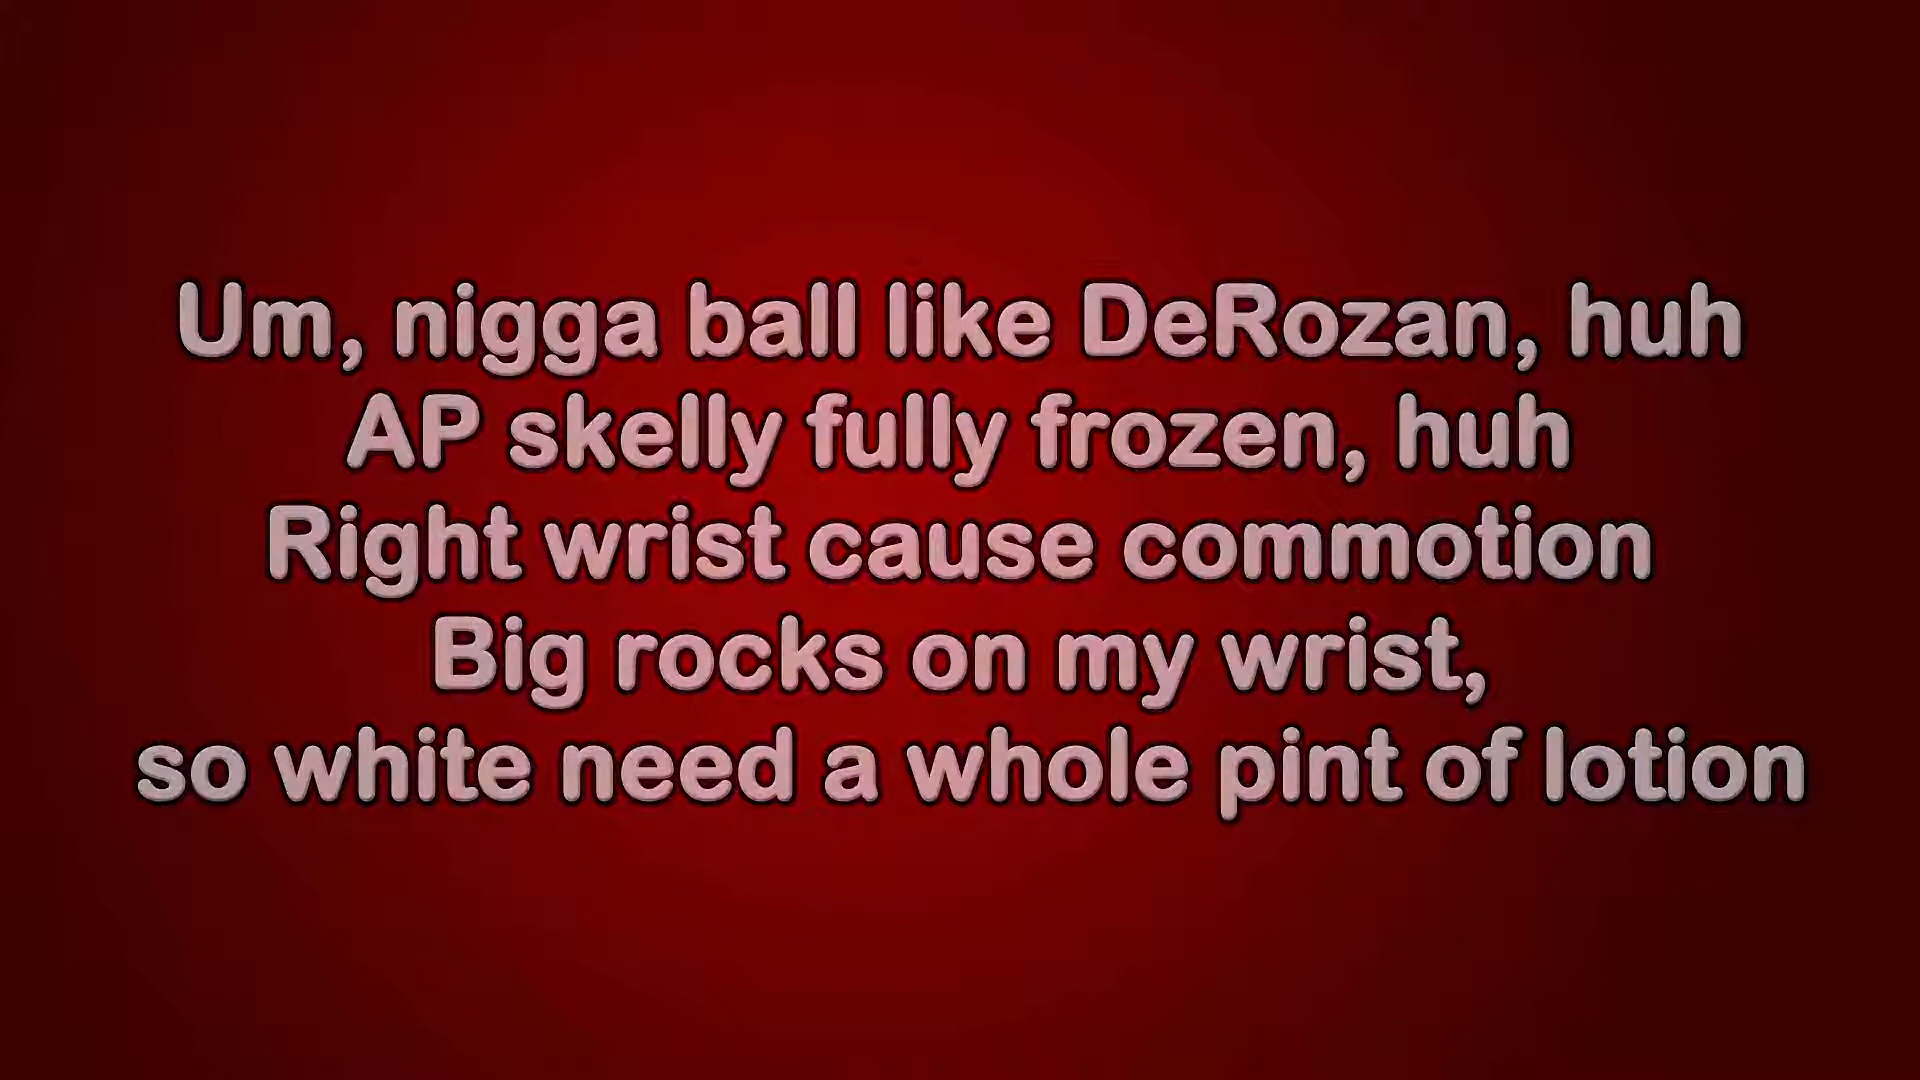 Um, nigga ball like DeRozan, huh
AP skelly fully frozen, huh
Right wrist cause commotion
Big rocks on my wrist,
so white need a whole pint of lotion